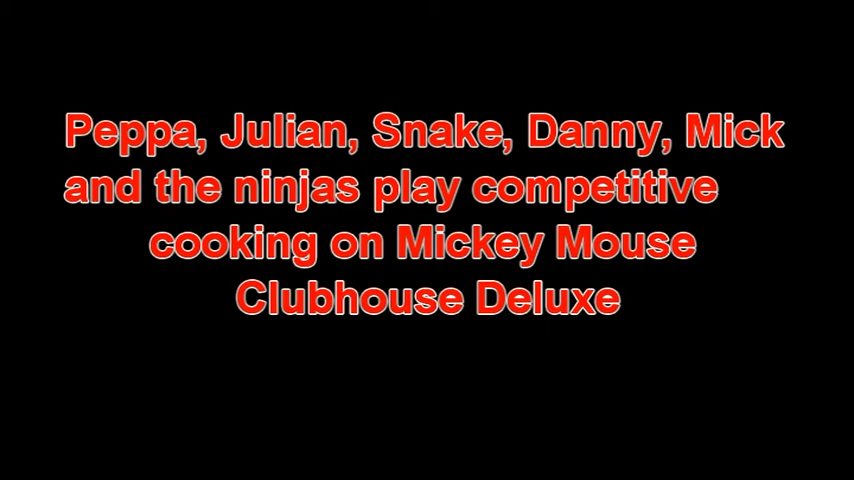 Peppa, Julian, Snake, Danny, Mick
and the ninjas play competitive
cooking on Mickey Mouse
Clubhouse Deluxe